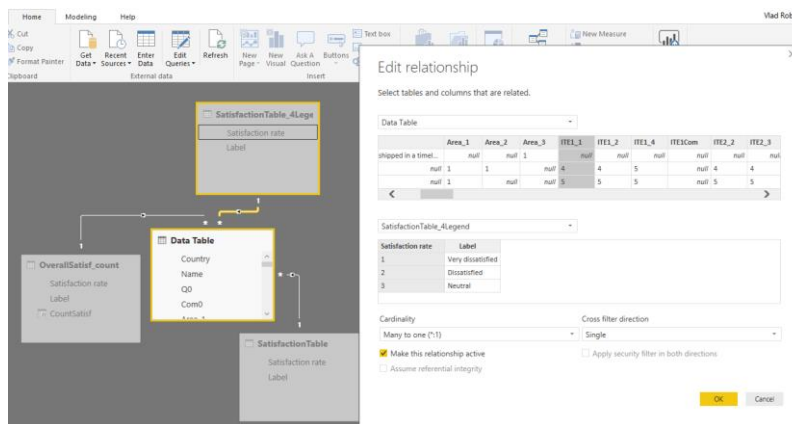 Home Modeling Help Vlad Rob
Cut
Copy
Format Painter
Clipboard
Get Data
Recent Sources
Enter Data
Edit Queries
Refresh
External data
New Page
New Visual
Ask A Question
Buttons
Text box
Insert
New Measure
SatisfactionTable_4Lege
Satisfaction rate
Label
1
* *
1
Data Table
Country
Name
Q0
Com0
Area_1
*
1
OverallSatisf_count
Satisfaction rate
Label
CountSatisf
SatisfactionTable
Satisfaction rate
Label
Edit relationship
Select tables and columns that are related.
Data Table
Area_1 Area_2 Area_3 ITE1_1 ITE1_2 ITE1_4 ITE1Com ITE2_2 ITE2_3
shipped in a timel... null null 1 null null null null null nul
null 1 1 null 4 4 5 null 4 4
null 1 null null 5 5 5 null 5 5
SatisfactionTable_4Legend
Satisfaction rate Label
1 Very dissatisfied
2 Dissatisfied
3 Neutral
Cardinality Cross filter direction
Many to one (*:1) Single
Make this relationship active Apply security filter in both directions
Assume referential integrity
OK Cancel